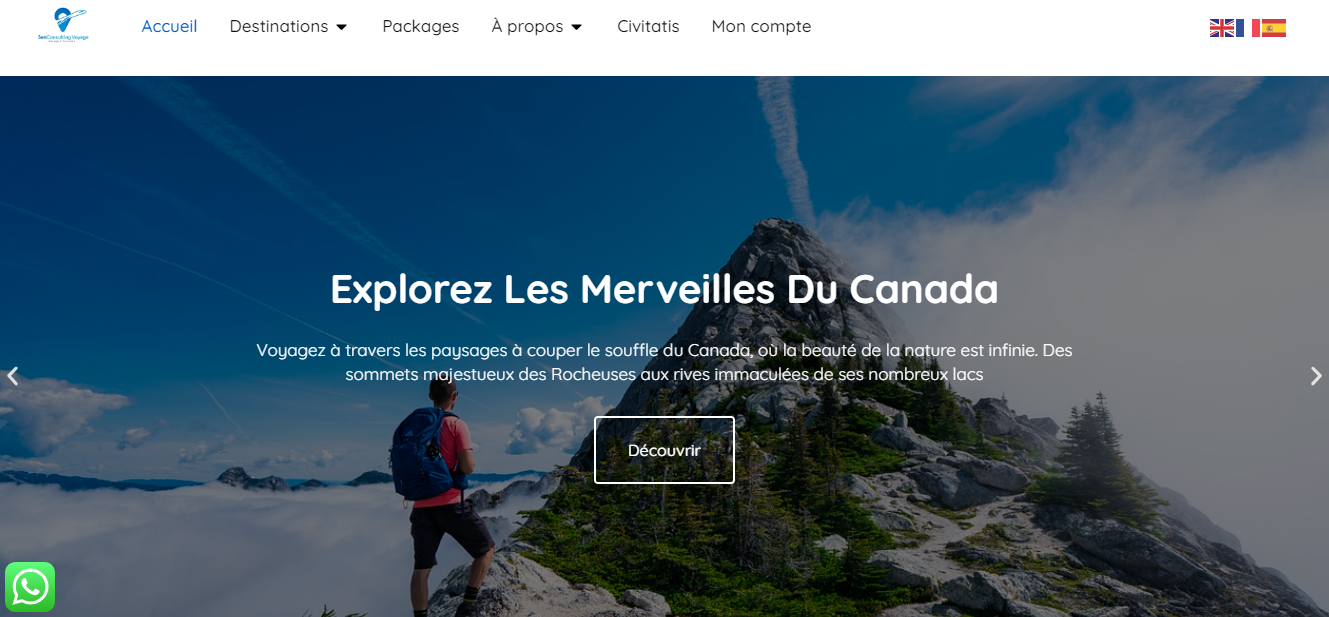 SenConsulting Voyage
Accueil
Destinations
Packages
À propos
Civitatis
Mon compte
Explorez Les Merveilles Du Canada
Voyagez à travers les paysages à couper le souffle du Canada, où la beauté de la nature est infinie. Des
sommets majestueux des Rocheuses aux rives immaculées de ses nombreux lacs
Découvrir